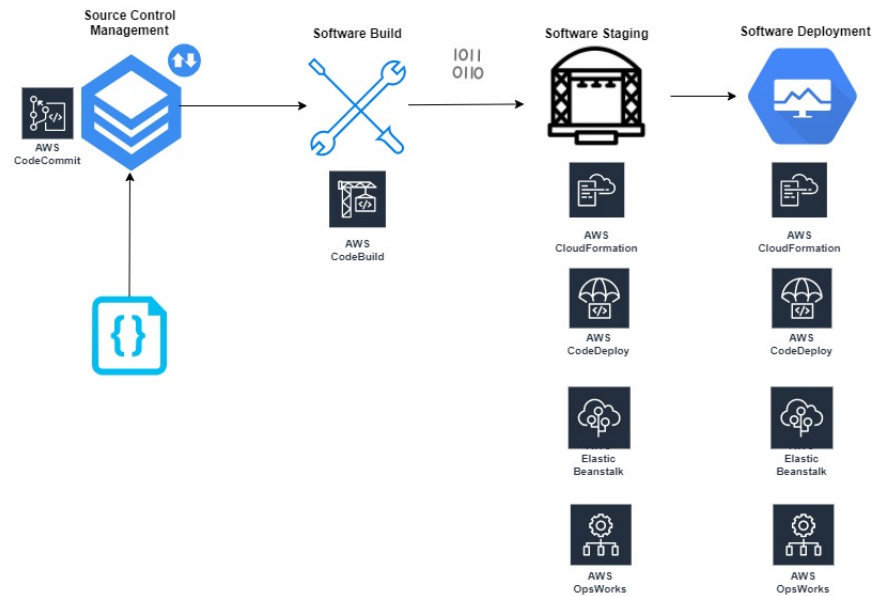 Source Control
Management
Software Build
Software Staging
Software Deployment
1011
0110
</>
AWS
CodeCommit
</>
AWS
CodeBuild
AWS
CloudFormation
AWS
CloudFormation
{}
</>
AWS
CodeDeploy
</>
AWS
CodeDeploy
Elastic
Beanstalk
Elastic
Beanstalk
AWS
OpsWorks
AWS
OpsWorks